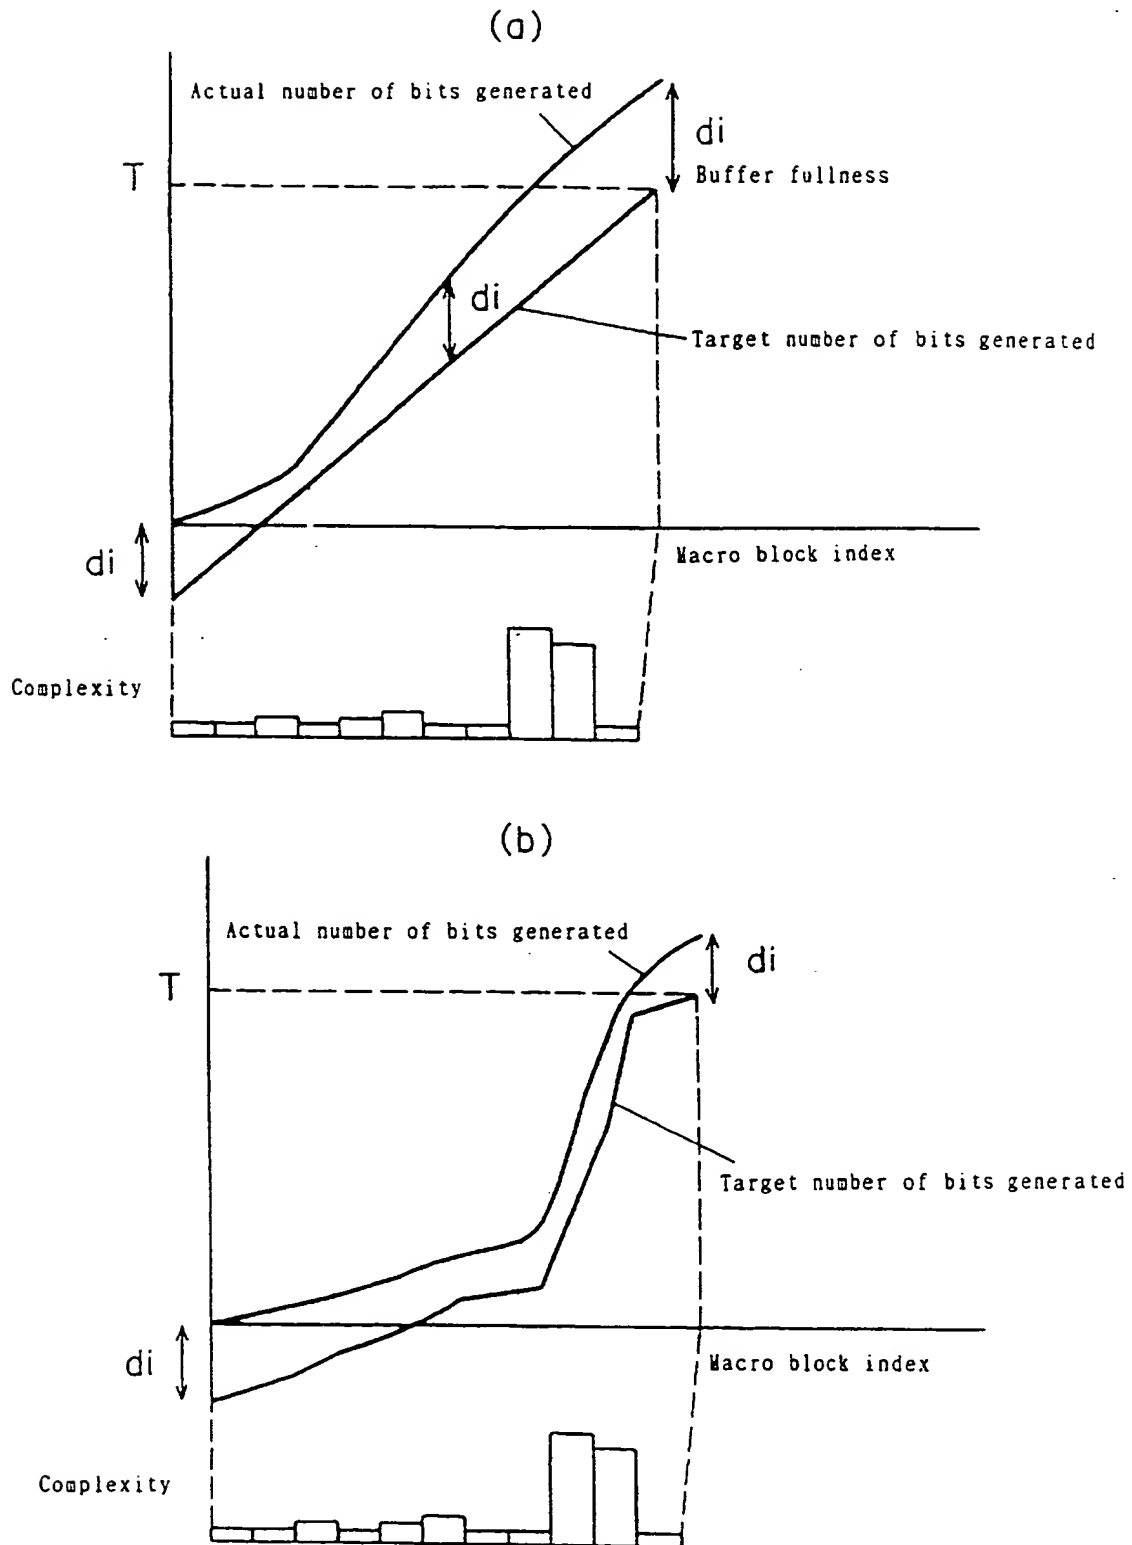 (a)
Actual number of bits generated
di
T
Buffer fullness
di
Target number of bits generated
di
Macro block index
Complexity
(b)
Actual number of bits generated
di
T
Target number of bits generated
di
Macro block index
Complexity